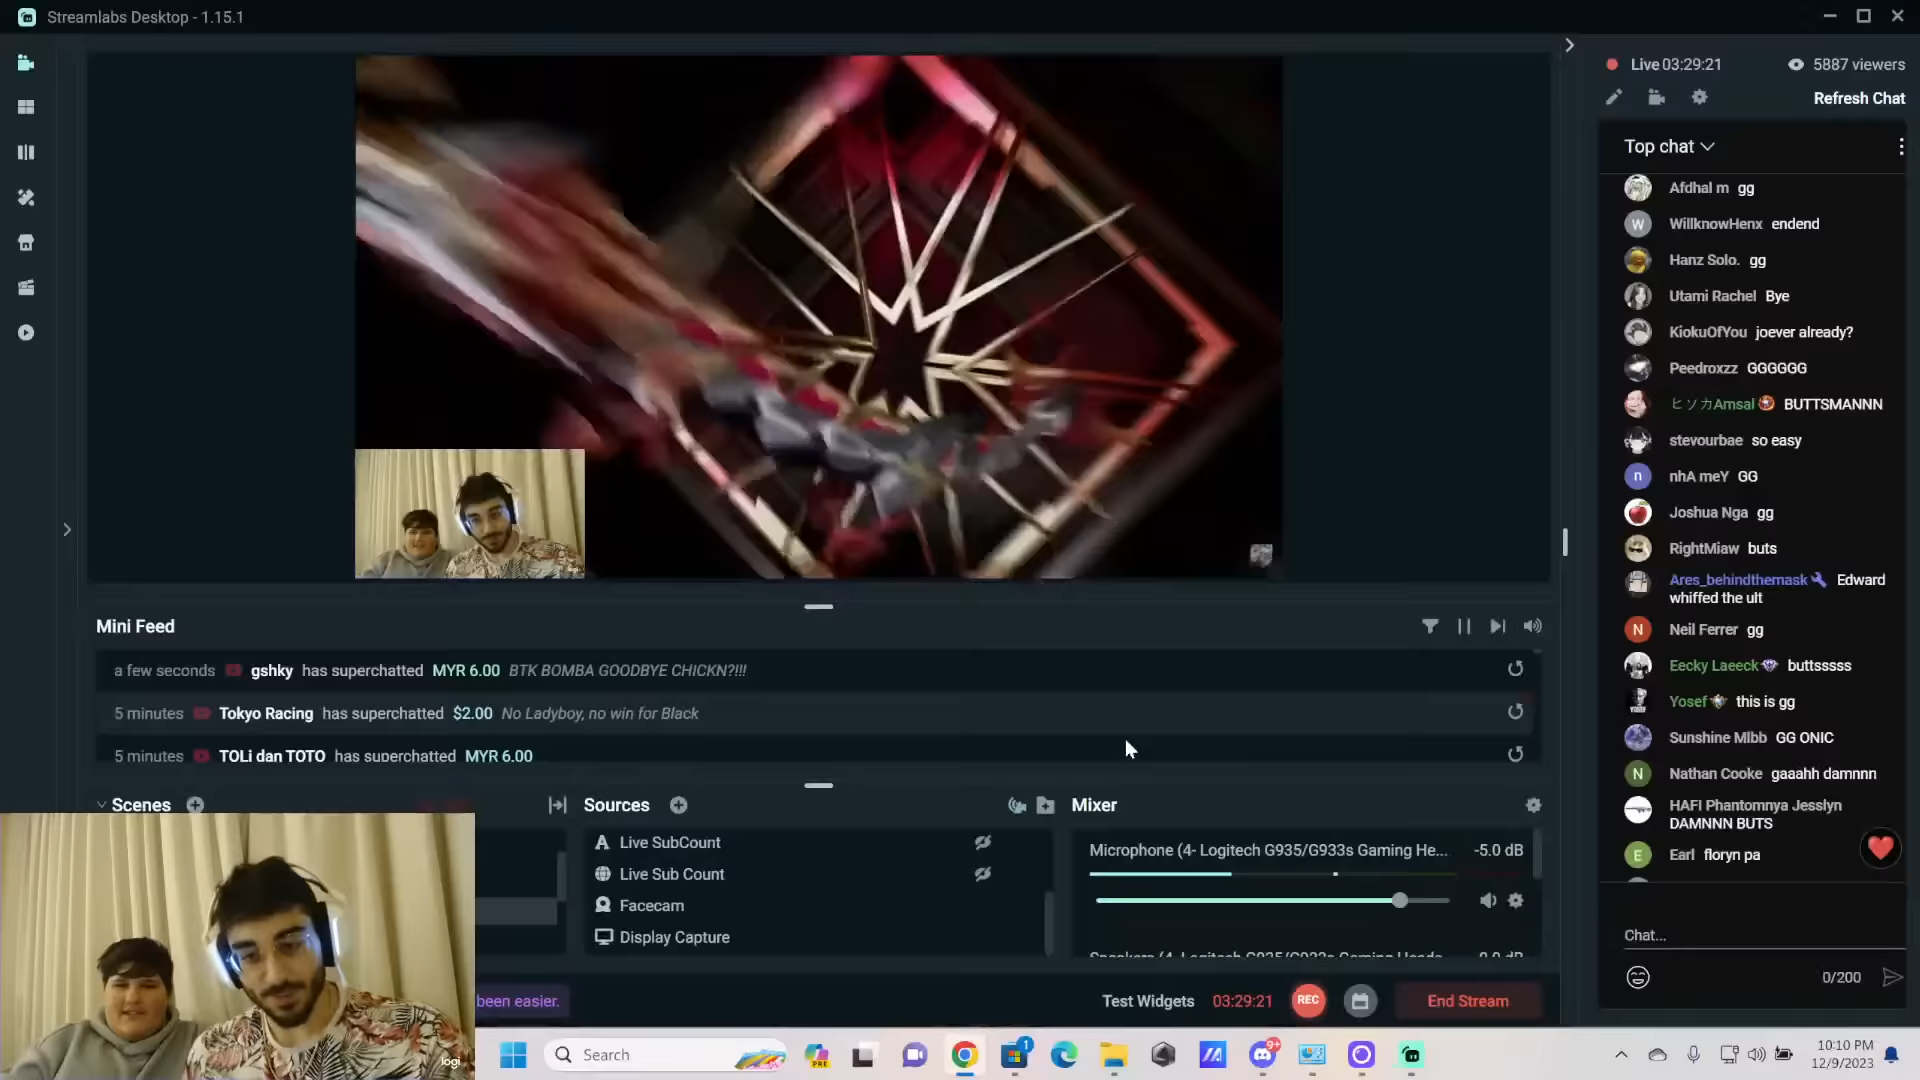 Streamlabs Desktop - 1.15.1
Live 03:29:21
5887 viewers
Refresh Chat
Top chat
Afdhal m gg
W WillknowHenx endend
Hanz Solo. gg
Utami Rachel Bye
KiokuOfYou joever already?
Peedroxzz GGGGGG
ヒソカAmsal BUTTSMANNN
stevourbae so easy
n nhA meY GG
Joshua Nga gg
RightMiaw buts
Ares_behindthemask Edward
whiffed the ult
N Neil Ferrer gg
Eecky Laeeck buttsssss
Yosef this is gg
Sunshine Mlbb GG ONIC
N Nathan Cooke gaaahh damnnn
HAFI Phantomnya Jesslyn
DAMNNN BUTS
E Earl floryn pa
Chat...
0/200
Mini Feed
a few seconds gshky has superchatted MYR 6.00 BTK BOMBA GOODBYE CHICKN?!!!
5 minutes Tokyo Racing has superchatted $2.00 No Ladyboy, no win for Black
5 minutes TOLi dan TOTO has superchatted MYR 6.00
Scenes
Sources
Live SubCount
Live Sub Count
Facecam
Display Capture
Mixer
Microphone (4- Logitech G935/G933s Gaming He... -5.0 dB
been easier.
Test Widgets 03:29:21 REC End Stream
logi
Search
PRE
1
9+
10:10 PM
12/9/2023